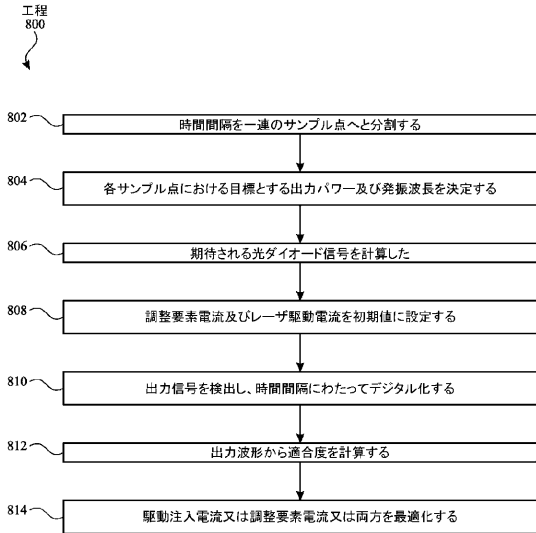 工程
800
802
時間間隔を一連のサンプル点へと分割する
804
各サンプル点における目標とする出力パワー及び発振波長を決定する
806
期待される光ダイオード信号を計算した
808
調整要素電流及びレーザ駆動電流を初期値に設定する
810
出力信号を検出し、時間間隔にわたってデジタル化する
812
出力波形から適合度を計算する
814
駆動注入電流又は調整要素電流又は両方を最適化する